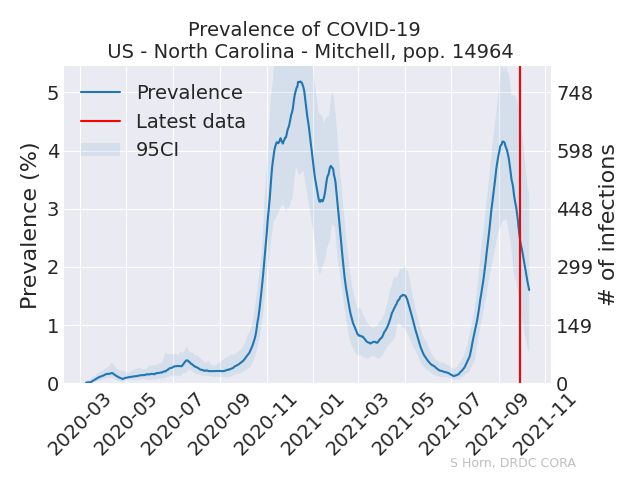 Prevalence of COVID-19
US - North Carolina - Mitchell, pop. 14964
Prevalence
Latest data
95CI
Prevalence (%)
5
4
3
2
1
0
# of infections
748
598
448
299
149
0
2020-03
2020-05
2020-07
2020-09
2020-11
2021-01
2021-03
2021-05
2021-07
2021-09
2021-11
S Horn, DRDC CORA